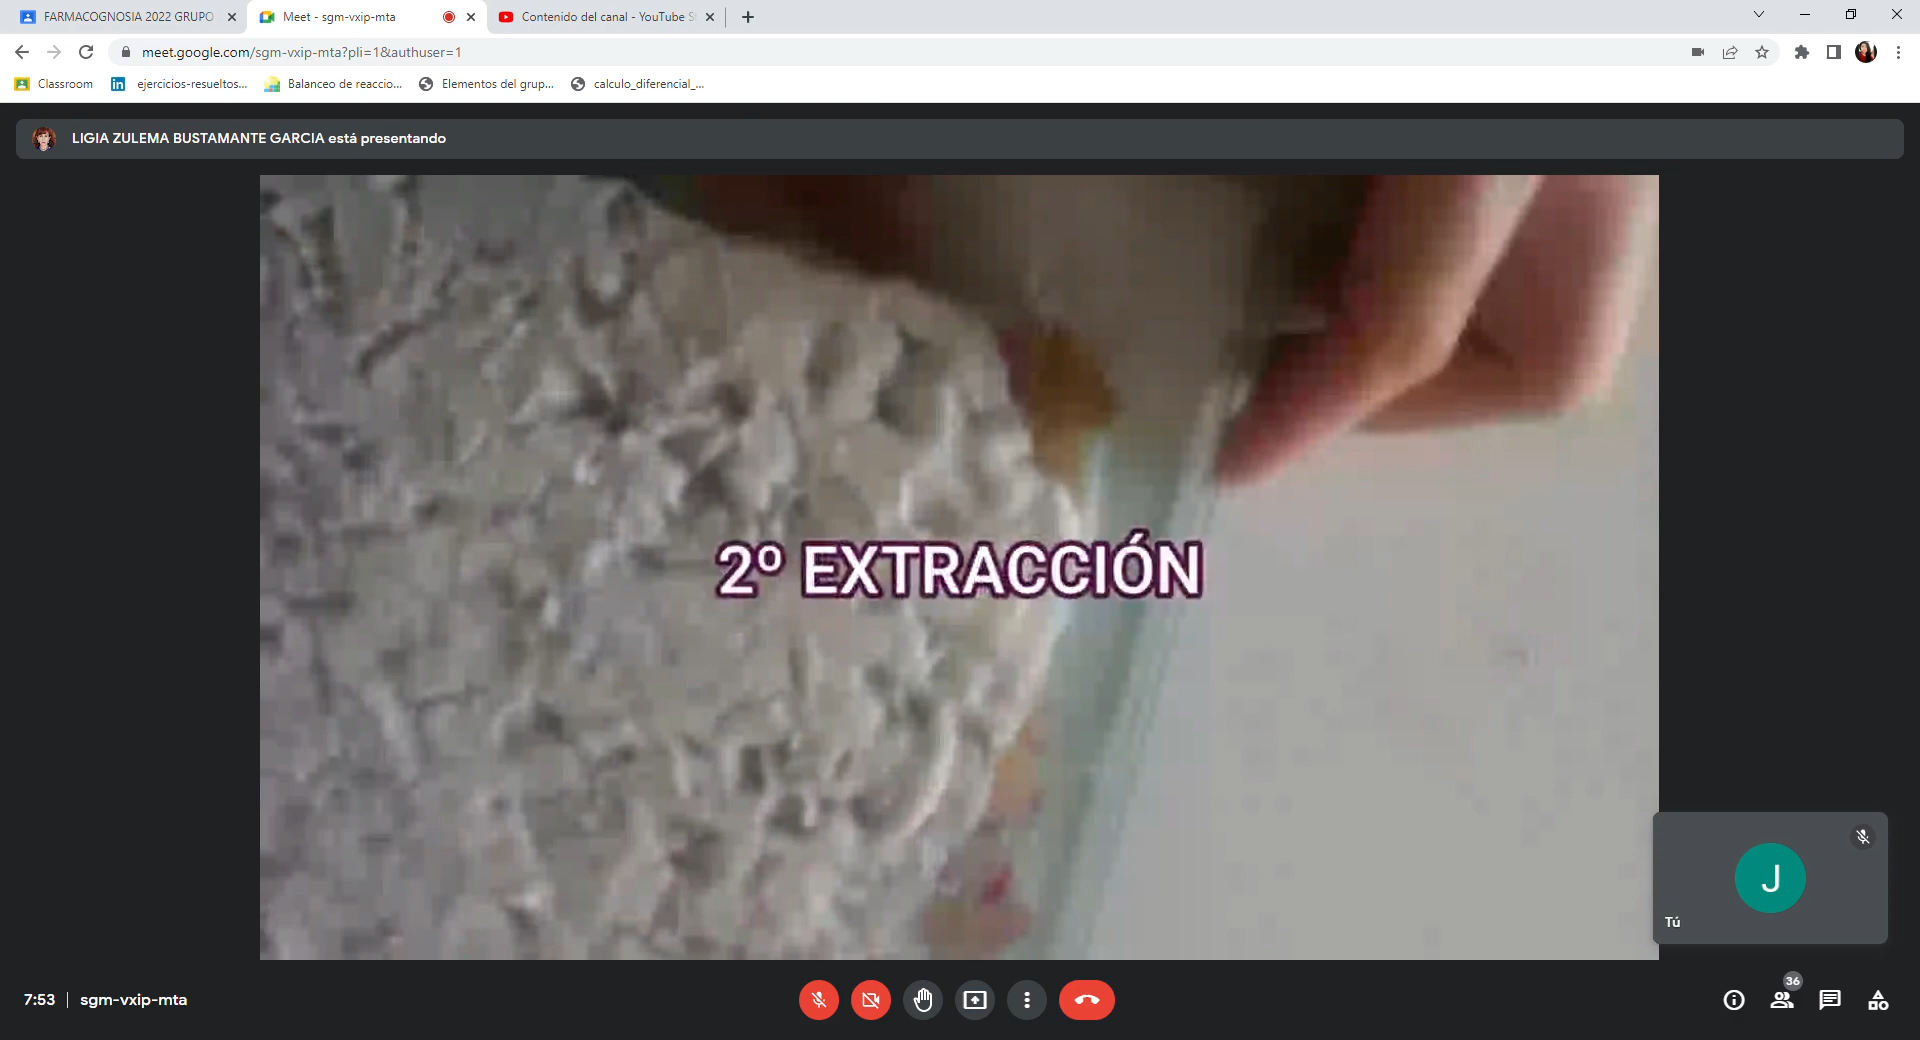 FARMACOGNOSIA 2022 GRUPO
Meet - sgm-vxip-mta
Contenido del canal - YouTube S
meet.google.com/sgm-vxip-mta?pli=1&authuser=1
Classroom
ejercicios-resueltos...
Balanceo de reaccio...
Elementos del grup...
calculo_diferencial_...
LIGIA ZULEMA BUSTAMANTE GARCIA está presentando
2º EXTRACCIÓN
J
Tú
7:53 | sgm-vxip-mta
36